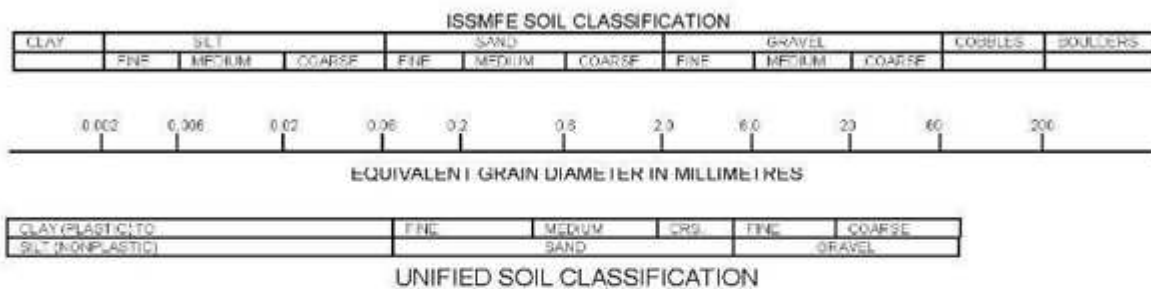 ISSMFE SOIL CLASSIFICATION
CLAY SILT SAND GRAVEL COBBLES BOULDERS
FINE MEDIUM COARSE FINE MEDIUM COARSE FINE MEDIUM COARSE
0.002 0.006 0.02 0.06 0.2 0.6 2.0 6.0 20 60 200
EQUIVALENT GRAIN DIAMETER IN MILLIMETRES
CLAY (PLASTIC) TO FINE MEDIUM CRS. FINE COARSE
SILT (NONPLASTIC) SAND GRAVEL
UNIFIED SOIL CLASSIFICATION